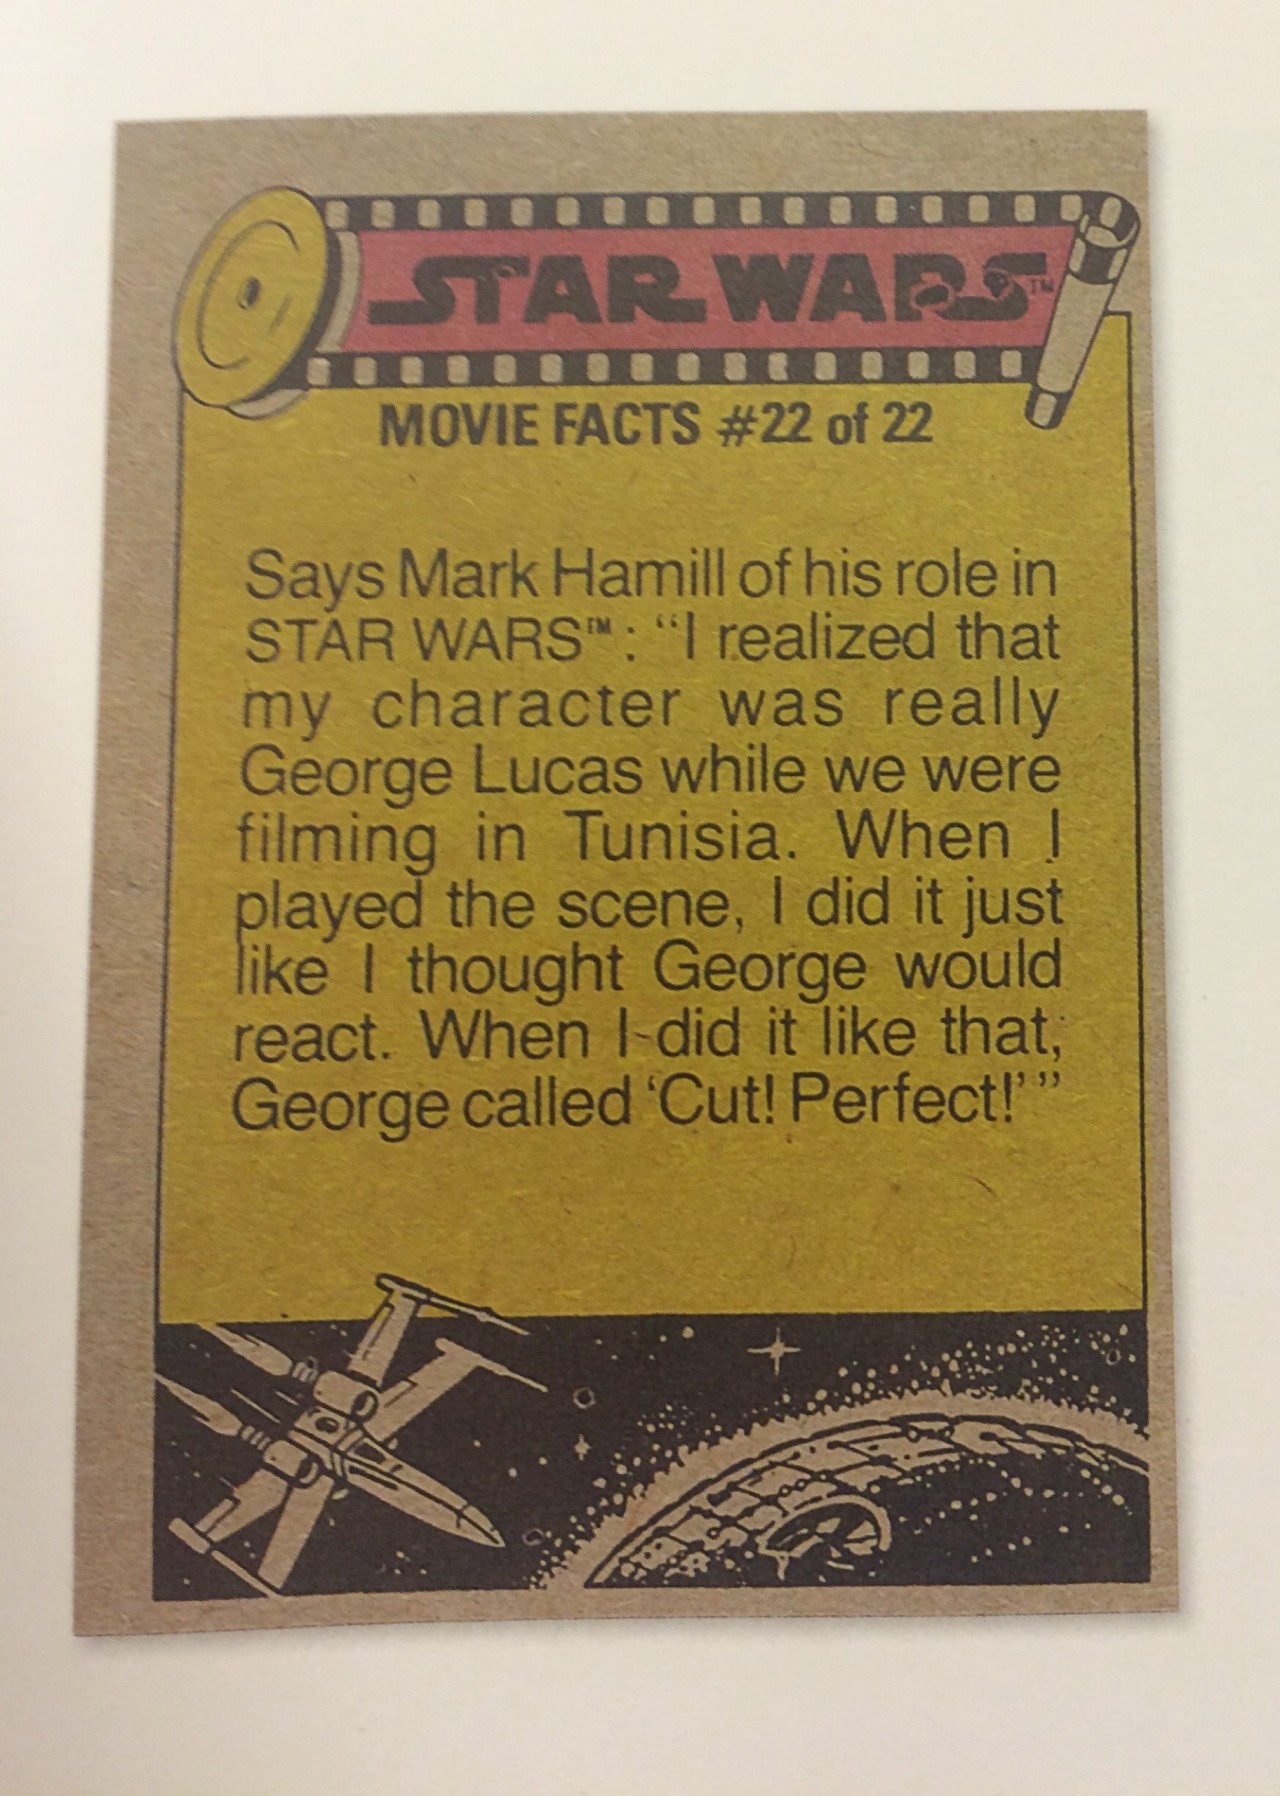 STAR WARS™
MOVIE FACTS #22 of 22
Says Mark Hamill of his role in
STAR WARS™: “I realized that
my character was really
George Lucas while we were
filming in Tunisia. When I
played the scene, I did it just
like I thought George would
react. When I did it like that,
George called ‘Cut! Perfect!’”